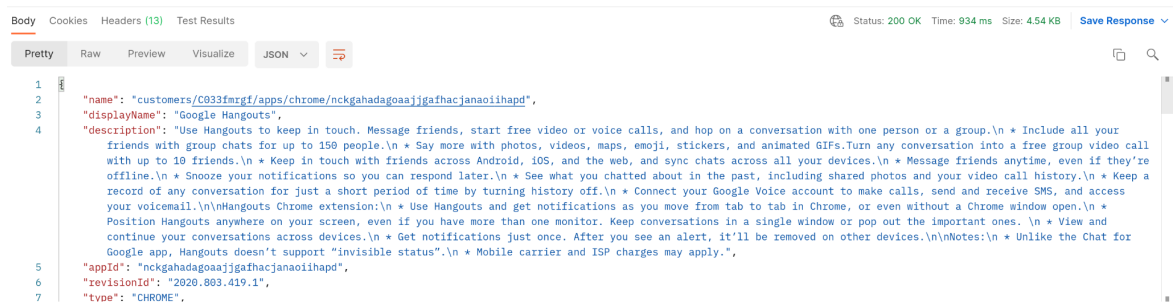 Body Cookies Headers (13) Test Results Status: 200 OK Time: 934 ms Size: 4.54 KB Save Response
Pretty Raw Preview Visualize JSON
1 {
2 "name": "customers/C033fmrgf/apps/chrome/nckgahadagoaajjgafhacjanaoiihapd",
3 "displayName": "Google Hangouts",
4 "description": "Use Hangouts to keep in touch. Message friends, start free video or voice calls, and hop on a conversation with one person or a group.\n * Include all your
friends with group chats for up to 150 people.\n * Say more with photos, videos, maps, emoji, stickers, and animated GIFs.Turn any conversation into a free group video call
with up to 10 friends.\n * Keep in touch with friends across Android, iOS, and the web, and sync chats across all your devices.\n * Message friends anytime, even if they’re
offline.\n * Snooze your notifications so you can respond later.\n * See what you chatted about in the past, including shared photos and your video call history.\n * Keep a
record of any conversation for just a short period of time by turning history off.\n * Connect your Google Voice account to make calls, send and receive SMS, and access
your voicemail.\n\nHangouts Chrome extension:\n * Use Hangouts and get notifications as you move from tab to tab in Chrome, or even without a Chrome window open.\n *
Position Hangouts anywhere on your screen, even if you have more than one monitor. Keep conversations in a single window or pop out the important ones. \n * View and
continue your conversations across devices.\n * Get notifications just once. After you see an alert, it’ll be removed on other devices.\n\nNotes:\n * Unlike the Chat for
Google app, Hangouts doesn’t support “invisible status”.\n * Mobile carrier and ISP charges may apply.",
5 "appId": "nckgahadagoaajjgafhacjanaoiihapd",
6 "revisionId": "2020.803.419.1",
7 "type": "CHROME",